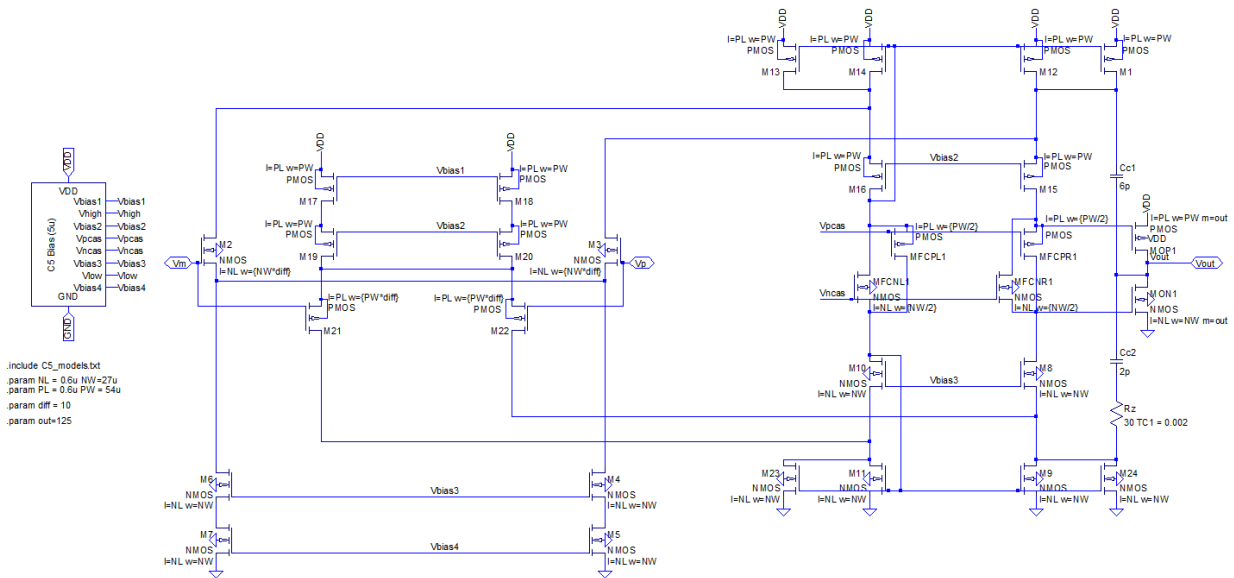 VDD
VDD
VDD
VDD
l=PL w=PW
PMOS
M13
l=PL w=PW
PMOS
M14
l=PL w=PW
PMOS
M12
l=PL w=PW
PMOS
M1
VDD
VDD
l=PL w=PW
PMOS
M17
Vbias1
l=PL w=PW
PMOS
M18
l=PL w=PW
PMOS
M16
Vbias2
l=PL w=PW
PMOS
M15
Cc1
6p
VDD
VDD
Vbias1
Vhigh
Vbias2
Vpcas
Vncas
Vbias3
Vlow
Vbias4
GND
C5 Bias (5u)
Vbias1
Vhigh
Vbias2
Vpcas
Vncas
Vbias3
Vlow
Vbias4
GND
Vm
M2
NMOS
l=NL w={NW*diff}
l=PL w=PW
PMOS
M19
Vbias2
l=PL w=PW
PMOS
M20
M3
NMOS
l=NL w={NW*diff}
Vp
Vpcas
l=PL w={PW/2}
PMOS
MFCPL1
l=PL w={PW/2}
PMOS
MFCPR1
VDD
l=PL w=PW m=out
PMOS
VDD
MOP1
Vout
Vout
l=PL w={PW*diff}
PMOS
M21
l=PL w={PW*diff}
PMOS
M22
Vncas
MFCNL1
NMOS
l=NL w={NW/2}
MFCNR1
NMOS
l=NL w={NW/2}
MON1
NMOS
l=NL w=NW m=out
.include C5_models.txt
.param NL = 0.6u NW=27u
.param PL = 0.6u PW = 54u
.param diff = 10
.param out=125
M10
NMOS
l=NL w=NW
Vbias3
M8
NMOS
l=NL w=NW
Cc2
2p
Rz
30 TC1 = 0.002
M6
NMOS
l=NL w=NW
Vbias3
M4
NMOS
l=NL w=NW
M23
NMOS
l=NL w=NW
M11
NMOS
l=NL w=NW
M9
NMOS
l=NL w=NW
M24
NMOS
l=NL w=NW
M7
NMOS
l=NL w=NW
Vbias4
M5
NMOS
l=NL w=NW